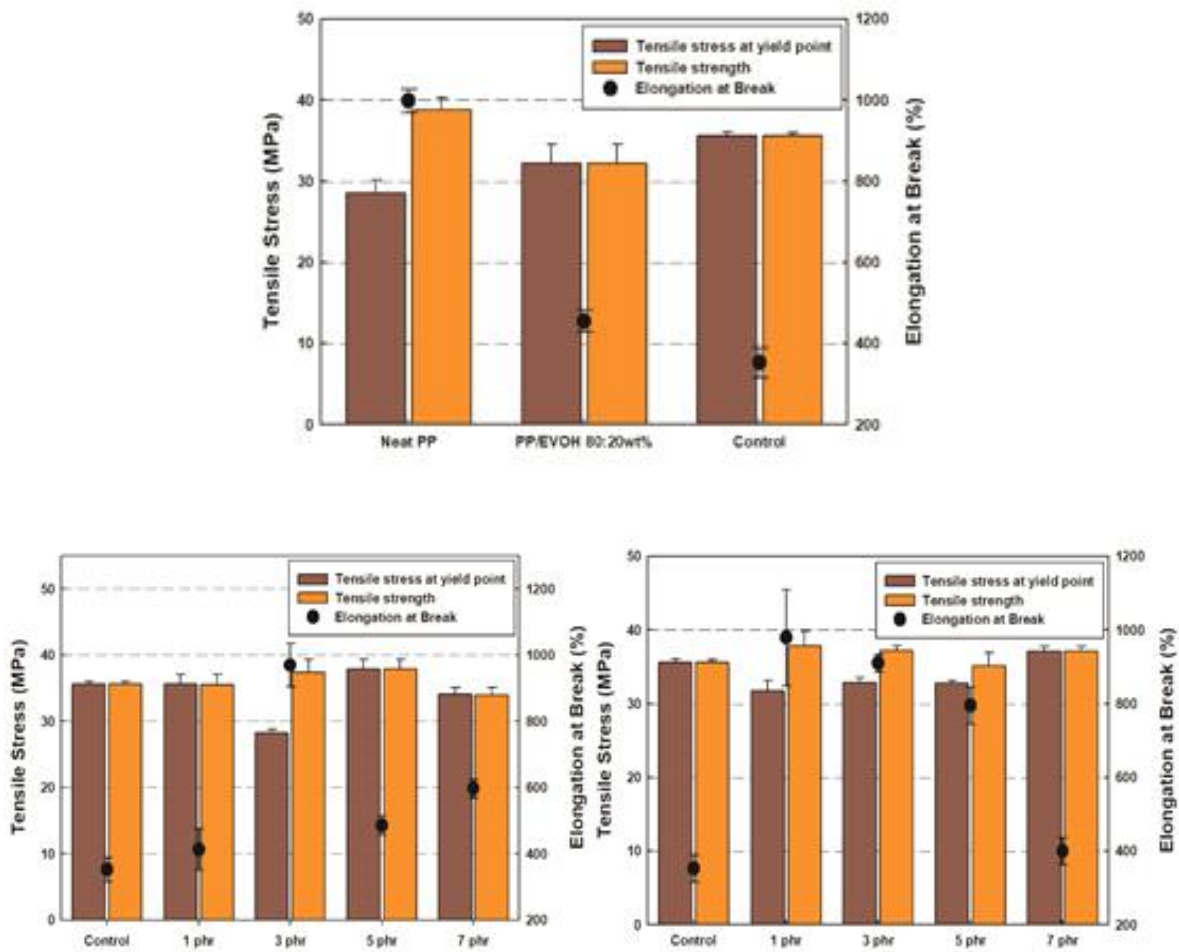 50
40
30
20
10
0
Tensile Stress (MPa)
Tensile stress at yield point
Tensile strength
Elongation at Break
1200
1000
800
600
400
200
Elongation at Break (%)
Neat PP
PP/EVOH 80:20wt%
Control
50
40
30
20
10
0
Tensile Stress (MPa)
Tensile stress at yield point
Tensile strength
Elongation at Break
1200
1000
800
600
400
200
Elongation at Break (%)
Control
1 phr
3 phr
5 phr
7 phr
50
40
30
20
10
0
Tensile Stress (MPa)
Tensile stress at yield point
Tensile strength
Elongation at Break
1200
1000
800
600
400
200
Elongation at Break (%)
Control
1 phr
3 phr
5 phr
7 phr